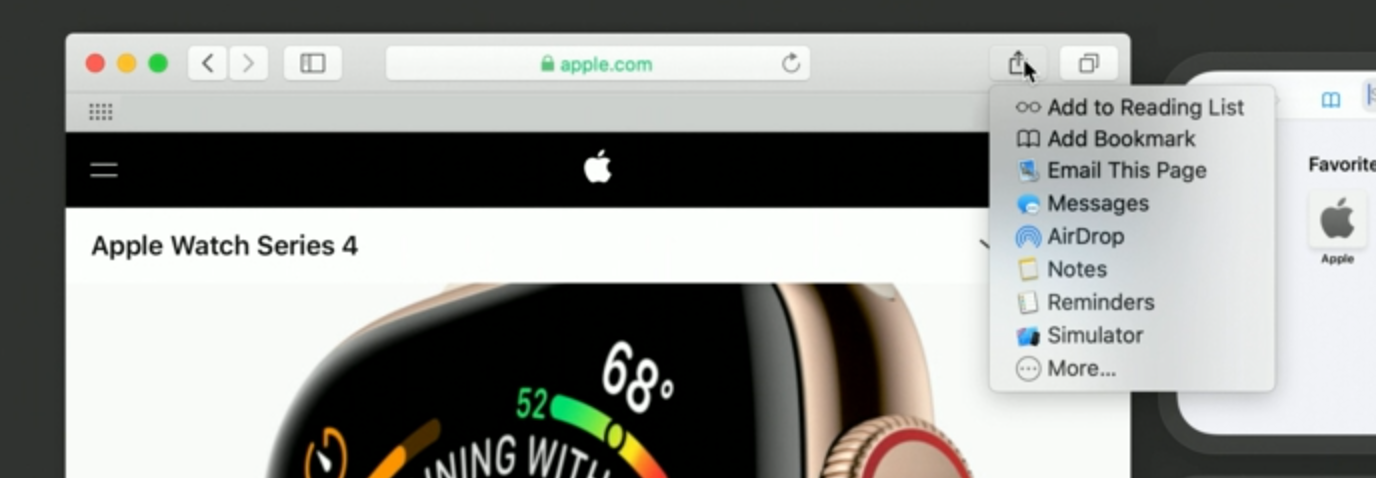 apple.com
Add to Reading List
Add Bookmark
Email This Page
Messages
AirDrop
Notes
Reminders
Simulator
More...
Apple Watch Series 4
68°
52
NING WITH
Favorite
Apple